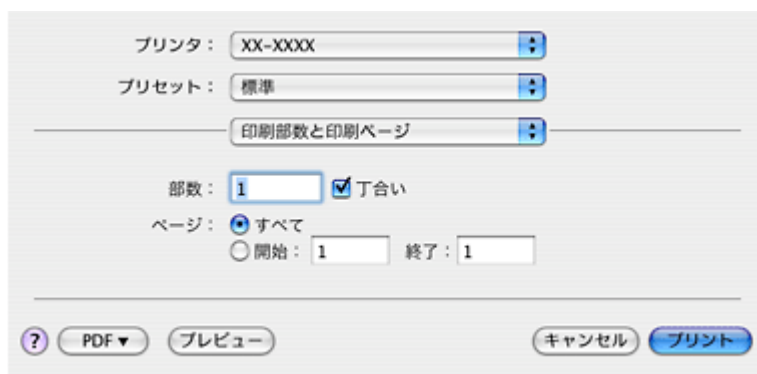 プリンタ： XX-XXXX
プリセット： 標準
印刷部数と印刷ページ
部数： 1 丁合い
ページ： すべて
開始： 1 終了： 1
? PDF▼ プレビュー キャンセル プリント